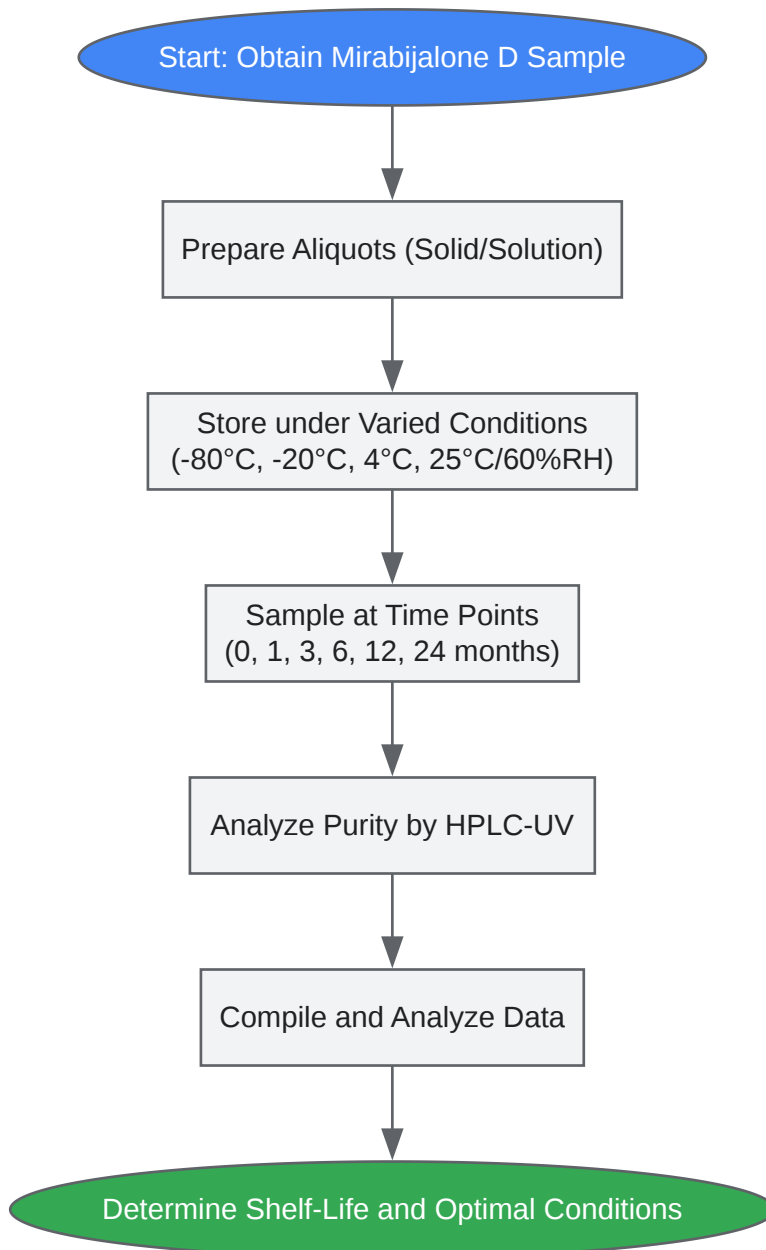 Start: Obtain Mirabijalone D Sample
Prepare Aliquots (Solid/Solution)
Store under Varied Conditions
(-80°C, -20°C, 4°C, 25°C/60%RH)
Sample at Time Points
(0, 1, 3, 6, 12, 24 months)
Analyze Purity by HPLC-UV
Compile and Analyze Data
Determine Shelf-Life and Optimal Conditions